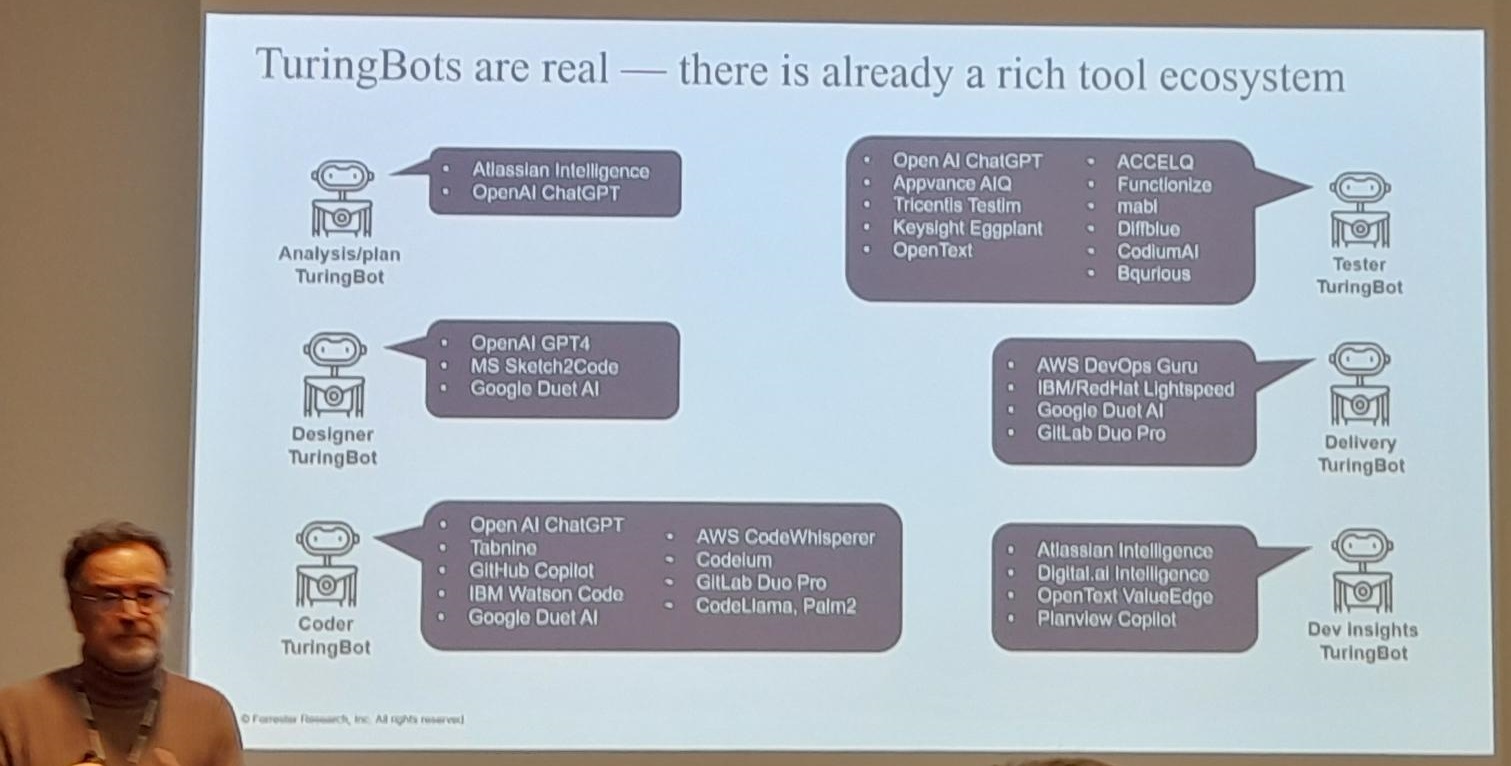 TuringBots are real — there is already a rich tool ecosystem
• Atlassian Intelligence
• OpenAI ChatGPT
Analysis/plan
TuringBot
• OpenAI GPT4
• MS Sketch2Code
• Google Duet AI
Designer
TuringBot
• Open AI ChatGPT
• Tabnine
• GitHub Copilot
• IBM Watson Code
• Google Duet AI
• AWS CodeWhisperer
• Codeium
• GitLab Duo Pro
• CodeLlama, Palm2
Coder
TuringBot
• Open AI ChatGPT
• Appvance AIQ
• Tricentis Testim
• Keysight Eggplant
• OpenText
• ACCELQ
• Functionize
• mabl
• Diffblue
• CodiumAI
• Bqurious
Tester
TuringBot
• AWS DevOps Guru
• IBM/RedHat Lightspeed
• Google Duet AI
• GitLab Duo Pro
Delivery
TuringBot
• Atlassian Intelligence
• Digital.ai Intelligence
• OpenText ValueEdge
• Planview Copilot
Dev Insights
TuringBot
© Forrester Research, Inc. All rights reserved